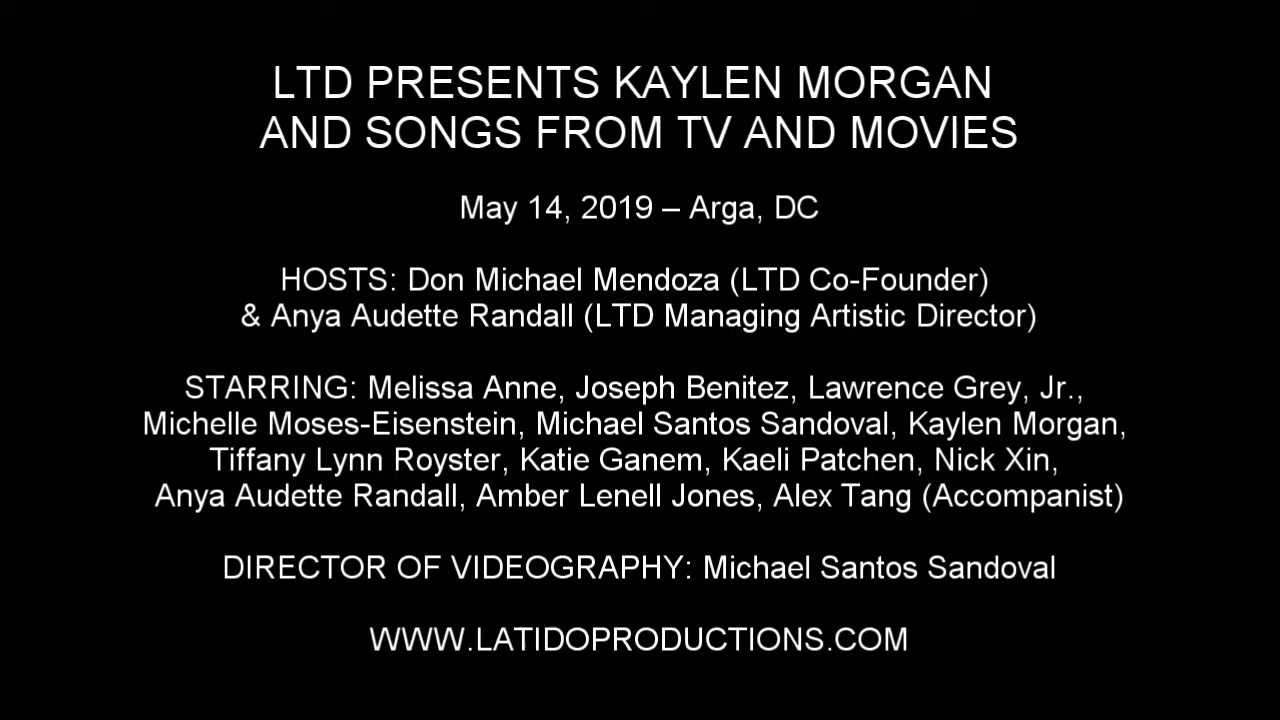 LTD PRESENTS KAYLEN MORGAN
AND SONGS FROM TV AND MOVIES
May 14, 2019 – Arga, DC
HOSTS: Don Michael Mendoza (LTD Co-Founder)
& Anya Audette Randall (LTD Managing Artistic Director)
STARRING: Melissa Anne, Joseph Benitez, Lawrence Grey, Jr.,
Michelle Moses-Eisenstein, Michael Santos Sandoval, Kaylen Morgan,
Tiffany Lynn Royster, Katie Ganem, Kaeli Patchen, Nick Xin,
Anya Audette Randall, Amber Lenell Jones, Alex Tang (Accompanist)
DIRECTOR OF VIDEOGRAPHY: Michael Santos Sandoval
WWW.LATIDOPRODUCTIONS.COM